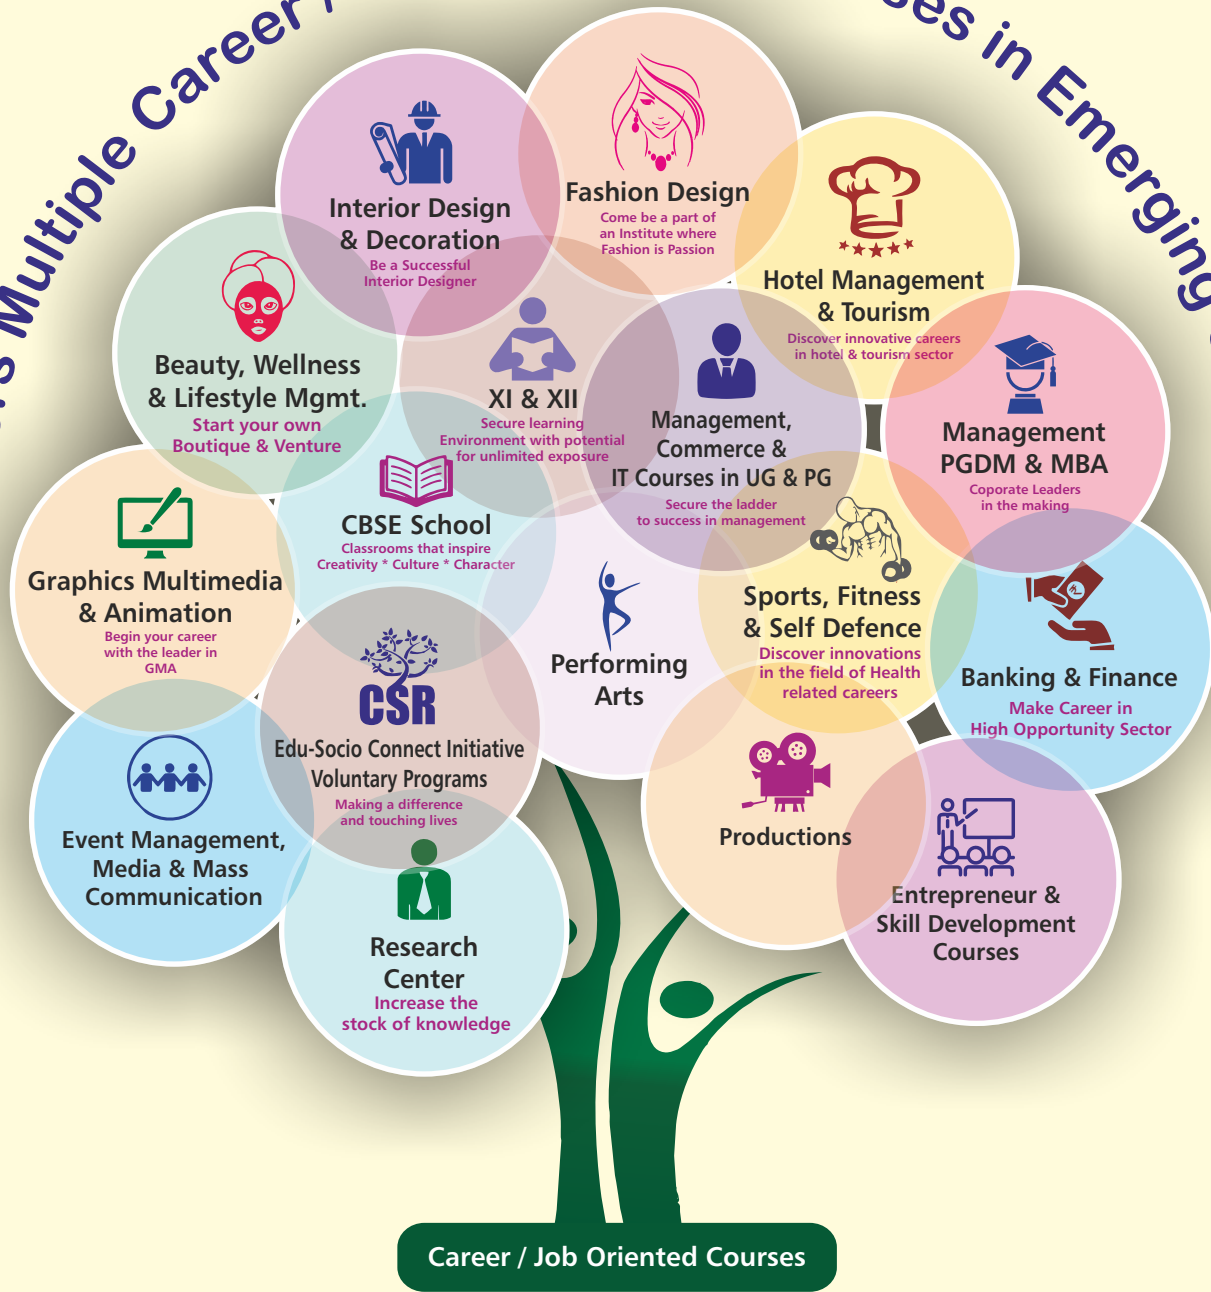 Multiple Career /
in Emerging
Fashion Design
Come be a part of
an Institute where
Fashion is Passion
Interior Design
& Decoration
Be a Successful
Interior Designer
Hotel Management
& Tourism
Discover innovative careers
in hotel & tourism sector
Beauty, Wellness
& Lifestyle Mgmt.
Start your own
Boutique & Venture
XI & XII
Secure learning
Environment with potential
for unlimited exposure
Management,
Commerce &
IT Courses in UG & PG
Secure the ladder
to success in management
Management
PGDM & MBA
Coporate Leaders
in the making
CBSE School
Classrooms that inspire
Creativity * Culture * Character
Graphics Multimedia
& Animation
Begin your career
with the leader in
GMA
Performing
Arts
Sports, Fitness
& Self Defence
Discover innovations
in the field of Health
related careers
Banking & Finance
Make Career in
High Opportunity Sector
CSR
Edu-Socio Connect Initiative
Voluntary Programs
Making a difference
and touching lives
Event Management,
Media & Mass
Communication
Productions
Entrepreneur &
Skill Development
Courses
Research
Center
Increase the
stock of knowledge
Career / Job Oriented Courses